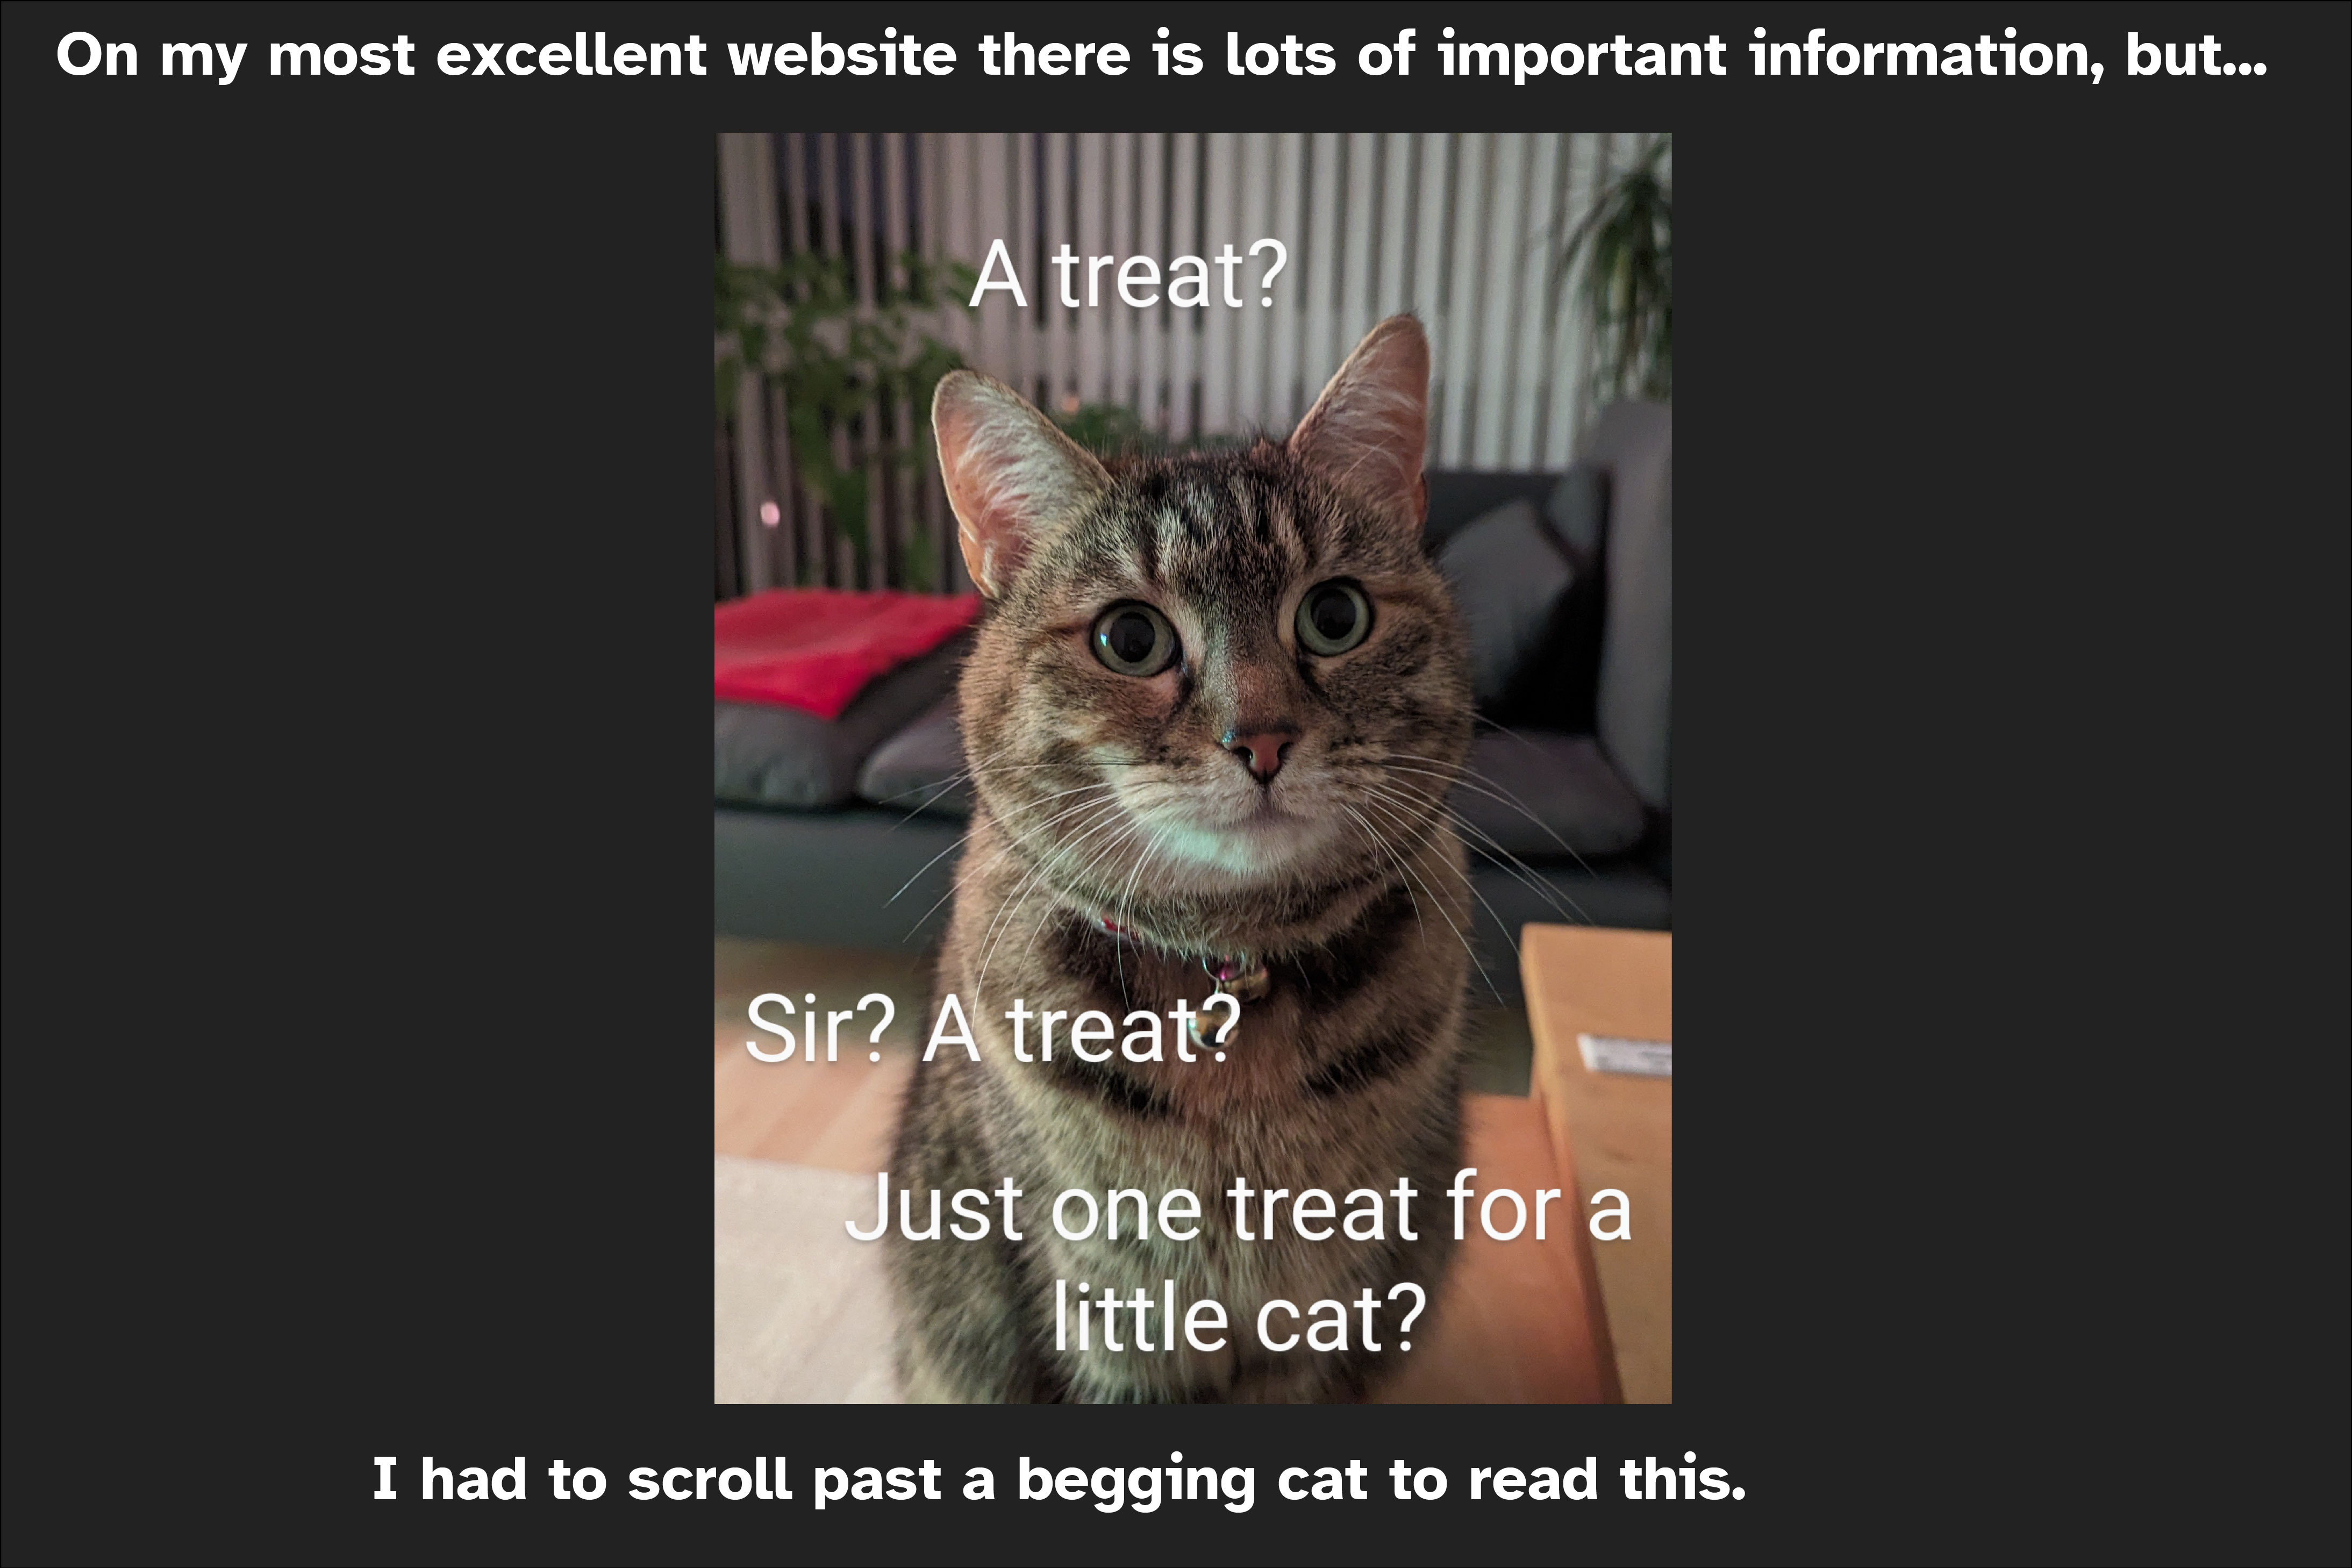 On my most excellent website there is lots of important information, but...
A treat?
Sir? A treat?
Just one treat for a
little cat?
I had to scroll past a begging cat to read this.